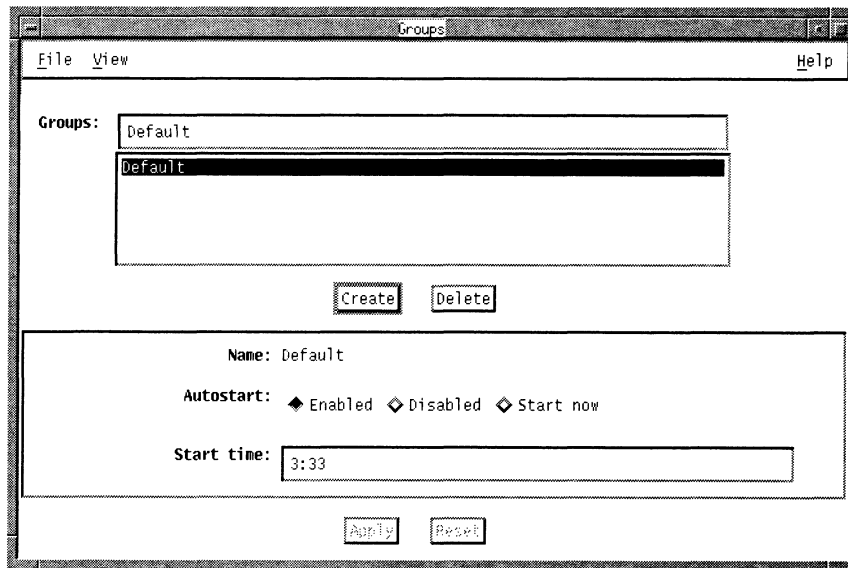 Groups
File View Help
Groups: Default
Default
Create Delete
Name: Default
Autostart: Enabled Disabled Start now
Start time: 3:33
Apply Reset